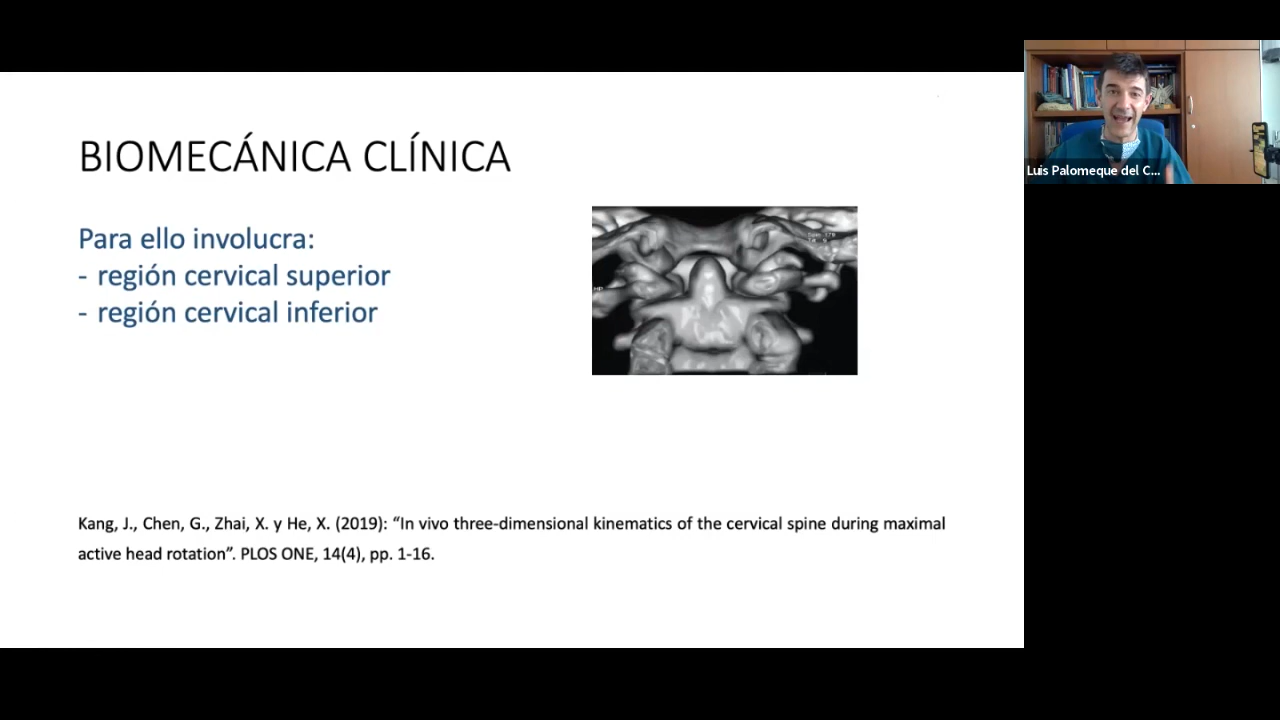 BIOMECÁNICA CLÍNICA
Para ello involucra:
- región cervical superior
- región cervical inferior
Kang, J., Chen, G., Zhai, X. y He, X. (2019): “In vivo three-dimensional kinematics of the cervical spine during maximal
active head rotation”. PLOS ONE, 14(4), pp. 1-16.
Luis Palomeque del C...